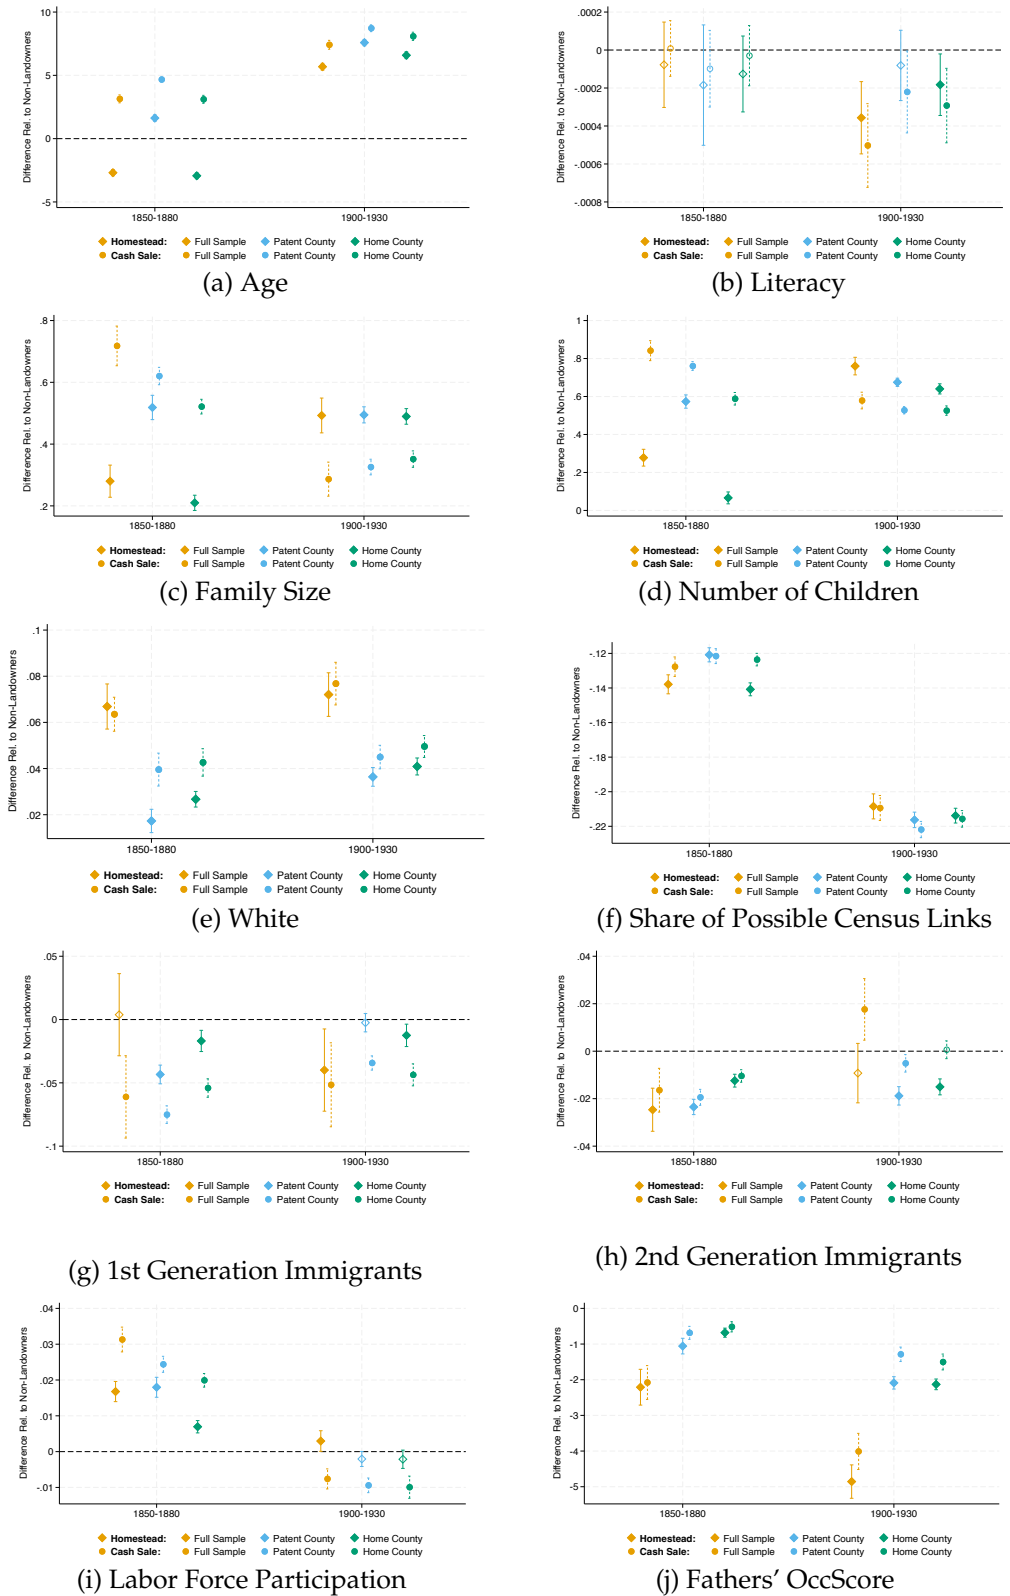 Difference Rel. to Non-Landowners
10
5
0
-5
1850-1880
1900-1930
Homestead: Full Sample Patent County Home County
Cash Sale: Full Sample Patent County Home County
(a) Age
Difference Rel. to Non-Landowners
.0002
0
-.0002
-.0004
-.0006
-.0008
1850-1880
1900-1930
Homestead: Full Sample Patent County Home County
Cash Sale: Full Sample Patent County Home County
(b) Literacy
Difference Rel. to Non-Landowners
.8
.6
.4
.2
1850-1880
1900-1930
Homestead: Full Sample Patent County Home County
Cash Sale: Full Sample Patent County Home County
(c) Family Size
Difference Rel. to Non-Landowners
1
.8
.6
.4
.2
0
1850-1880
1900-1930
Homestead: Full Sample Patent County Home County
Cash Sale: Full Sample Patent County Home County
(d) Number of Children
Difference Rel. to Non-Landowners
.1
.08
.06
.04
.02
1850-1880
1900-1930
Homestead: Full Sample Patent County Home County
Cash Sale: Full Sample Patent County Home County
(e) White
Difference Rel. to Non-Landowners
-.12
-.14
-.16
-.18
-.2
-.22
1850-1880
1900-1930
Homestead: Full Sample Patent County Home County
Cash Sale: Full Sample Patent County Home County
(f) Share of Possible Census Links
Difference Rel. to Non-Landowners
.05
0
-.05
-.1
1850-1880
1900-1930
Homestead: Full Sample Patent County Home County
Cash Sale: Full Sample Patent County Home County
(g) 1st Generation Immigrants
Difference Rel. to Non-Landowners
.04
.02
0
-.02
-.04
1850-1880
1900-1930
Homestead: Full Sample Patent County Home County
Cash Sale: Full Sample Patent County Home County
(h) 2nd Generation Immigrants
Difference Rel. to Non-Landowners
.04
.03
.02
.01
0
-.01
1850-1880
1900-1930
Homestead: Full Sample Patent County Home County
Cash Sale: Full Sample Patent County Home County
(i) Labor Force Participation
Difference Rel. to Non-Landowners
0
-1
-2
-3
-4
-5
1850-1880
1900-1930
Homestead: Full Sample Patent County Home County
Cash Sale: Full Sample Patent County Home County
(j) Fathers' OccScore